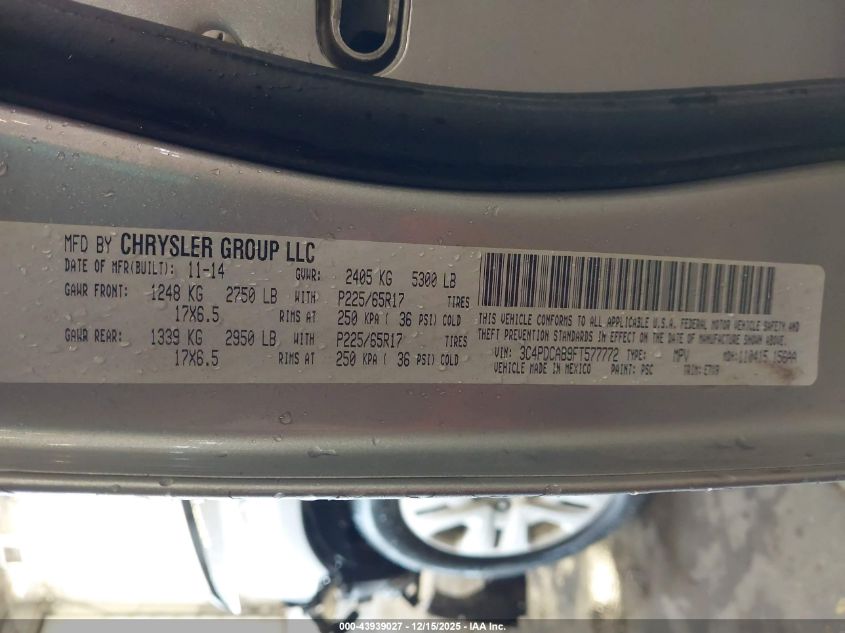 MFD BY CHRYSLER GROUP LLC
DATE OF MFR(BUILT): 11-14 GVWR: 2405 KG 5300 LB
GAWR FRONT: 1248 KG 2750 LB WITH P225/65R17 TIRES
17X6.5 RIMS AT 250 KPA ( 36 PSI) COLD
GAWR REAR: 1339 KG 2950 LB WITH P225/65R17 TIRES
17X6.5 RIMS AT 250 KPA ( 36 PSI) COLD
THIS VEHICLE CONFORMS TO ALL APPLICABLE U.S.A. FEDERAL MOTOR VEHICLE SAFETY AND
THEFT PREVENTION STANDARDS IN EFFECT ON THE DATE OF MANUFACTURE SHOWN ABOVE.
VIN: 3C4PDCAB9FT577772 TYPE: MPV MDH: 110415 156AA
VEHICLE MADE IN MEXICO PAINT: PSC TRIM:
000-43939027 - 12/15/2025 - IAA Inc.